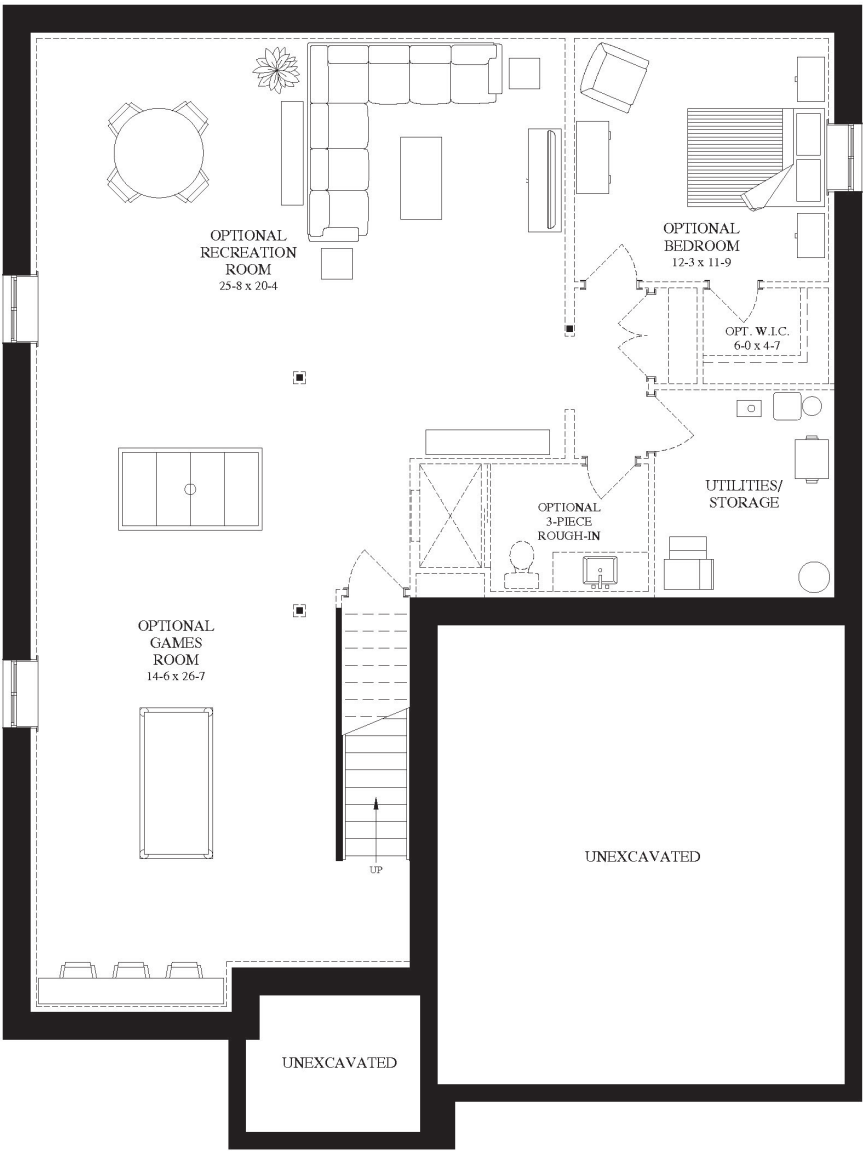 OPTIONAL
RECREATION
ROOM
25-8 x 20-4
OPTIONAL
BEDROOM
12-3 x 11-9
OPT. W.I.C.
6-0 x 4-7
UTILITIES/
STORAGE
OPTIONAL
3-PIECE
ROUGH-IN
OPTIONAL
GAMES
ROOM
14-6 x 26-7
UP
UNEXCAVATED
UNEXCAVATED